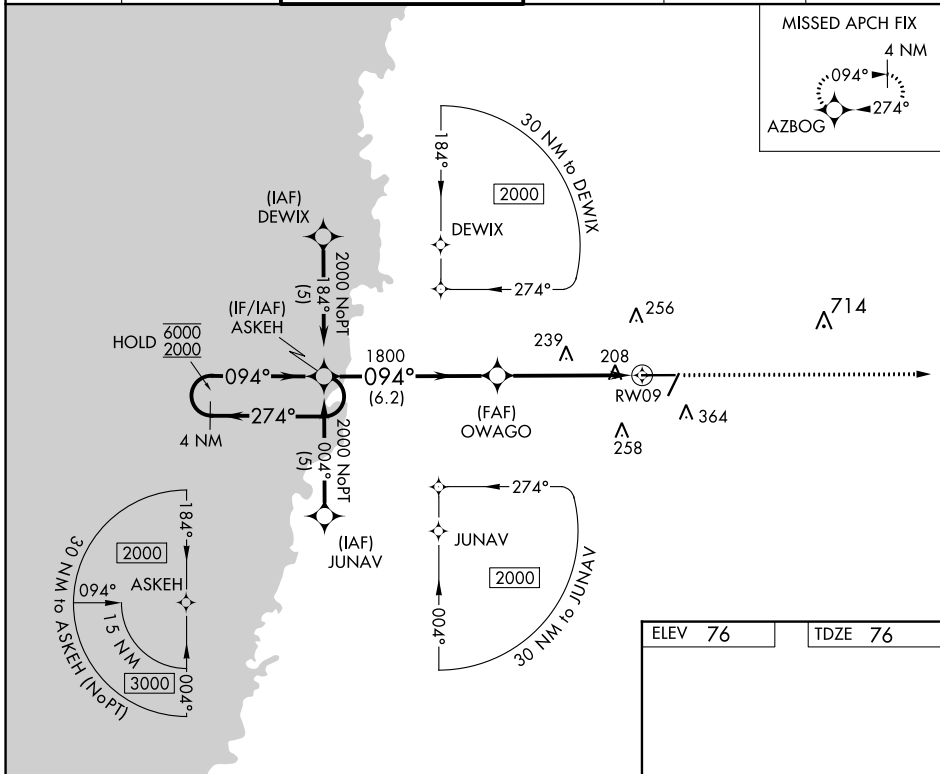 MISSED APCH FIX
4 NM
094°
274°
AZBOG
30 NM to DEWIX
184°
2000
DEWIX
274°
(IAF)
DEWIX
2000 NoPT
184°
(5)
(IF/IAF)
ASKEH
HOLD 6000
2000
094°
274°
4 NM
1800
094°
(6.2)
(FAF)
OWAGO
239
256
208
RW09
714
364
258
2000 NoPT
004°
(5)
(IAF)
JUNAV
274°
JUNAV
2000
004°
30 NM to JUNAV
184°
2000
ASKEH
094°
15 NM
3000
004°
30 NM to ASKEH (NoPT)
ELEV 76
TDZE 76